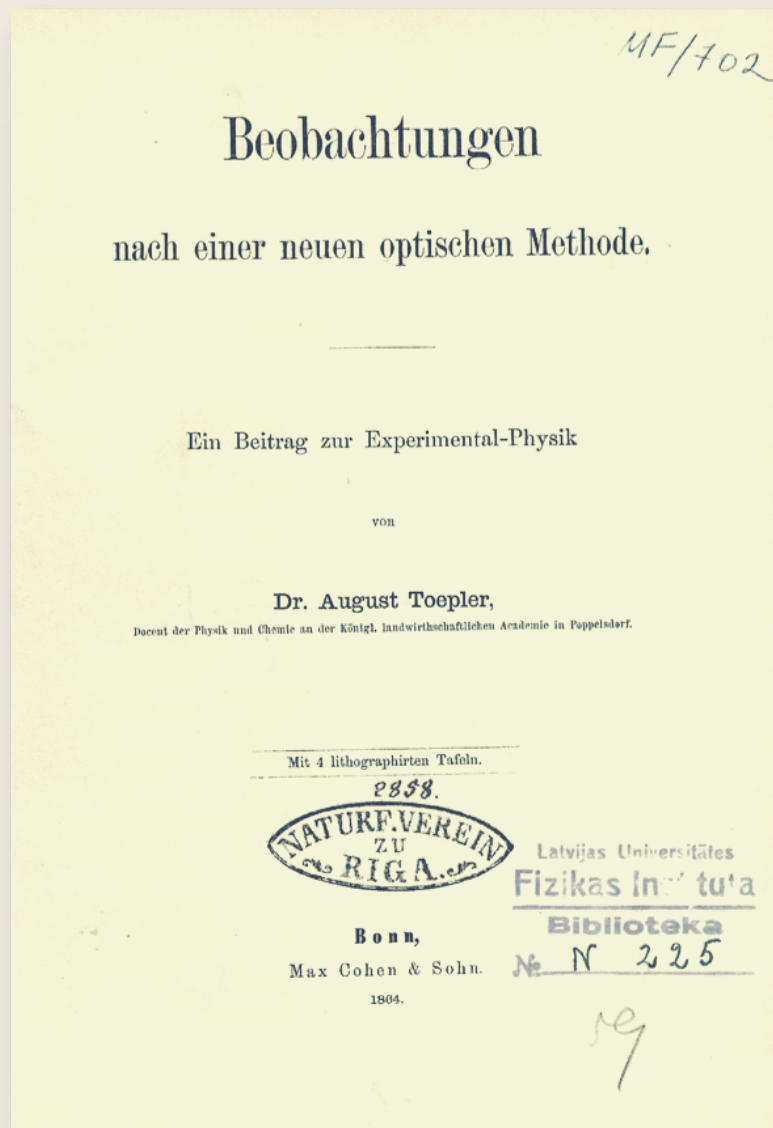 MF/702
Beobachtungen
nach einer neuen optischen Methode.
Ein Beitrag zur Experimental-Physik
von
Dr. August Toepler,
Docent der Physik und Chemie an der Königl. landwirthschaftlichen Academie in Poppelsdorf.
Mit 4 lithographirten Tafeln.
2858.
NATURF. VEREIN
ZU
RIGA.
Latvijas Universitātes
Fizikas
Biblioteka
№ N 225
Bonn,
Max Cohen & Sohn.
1864.